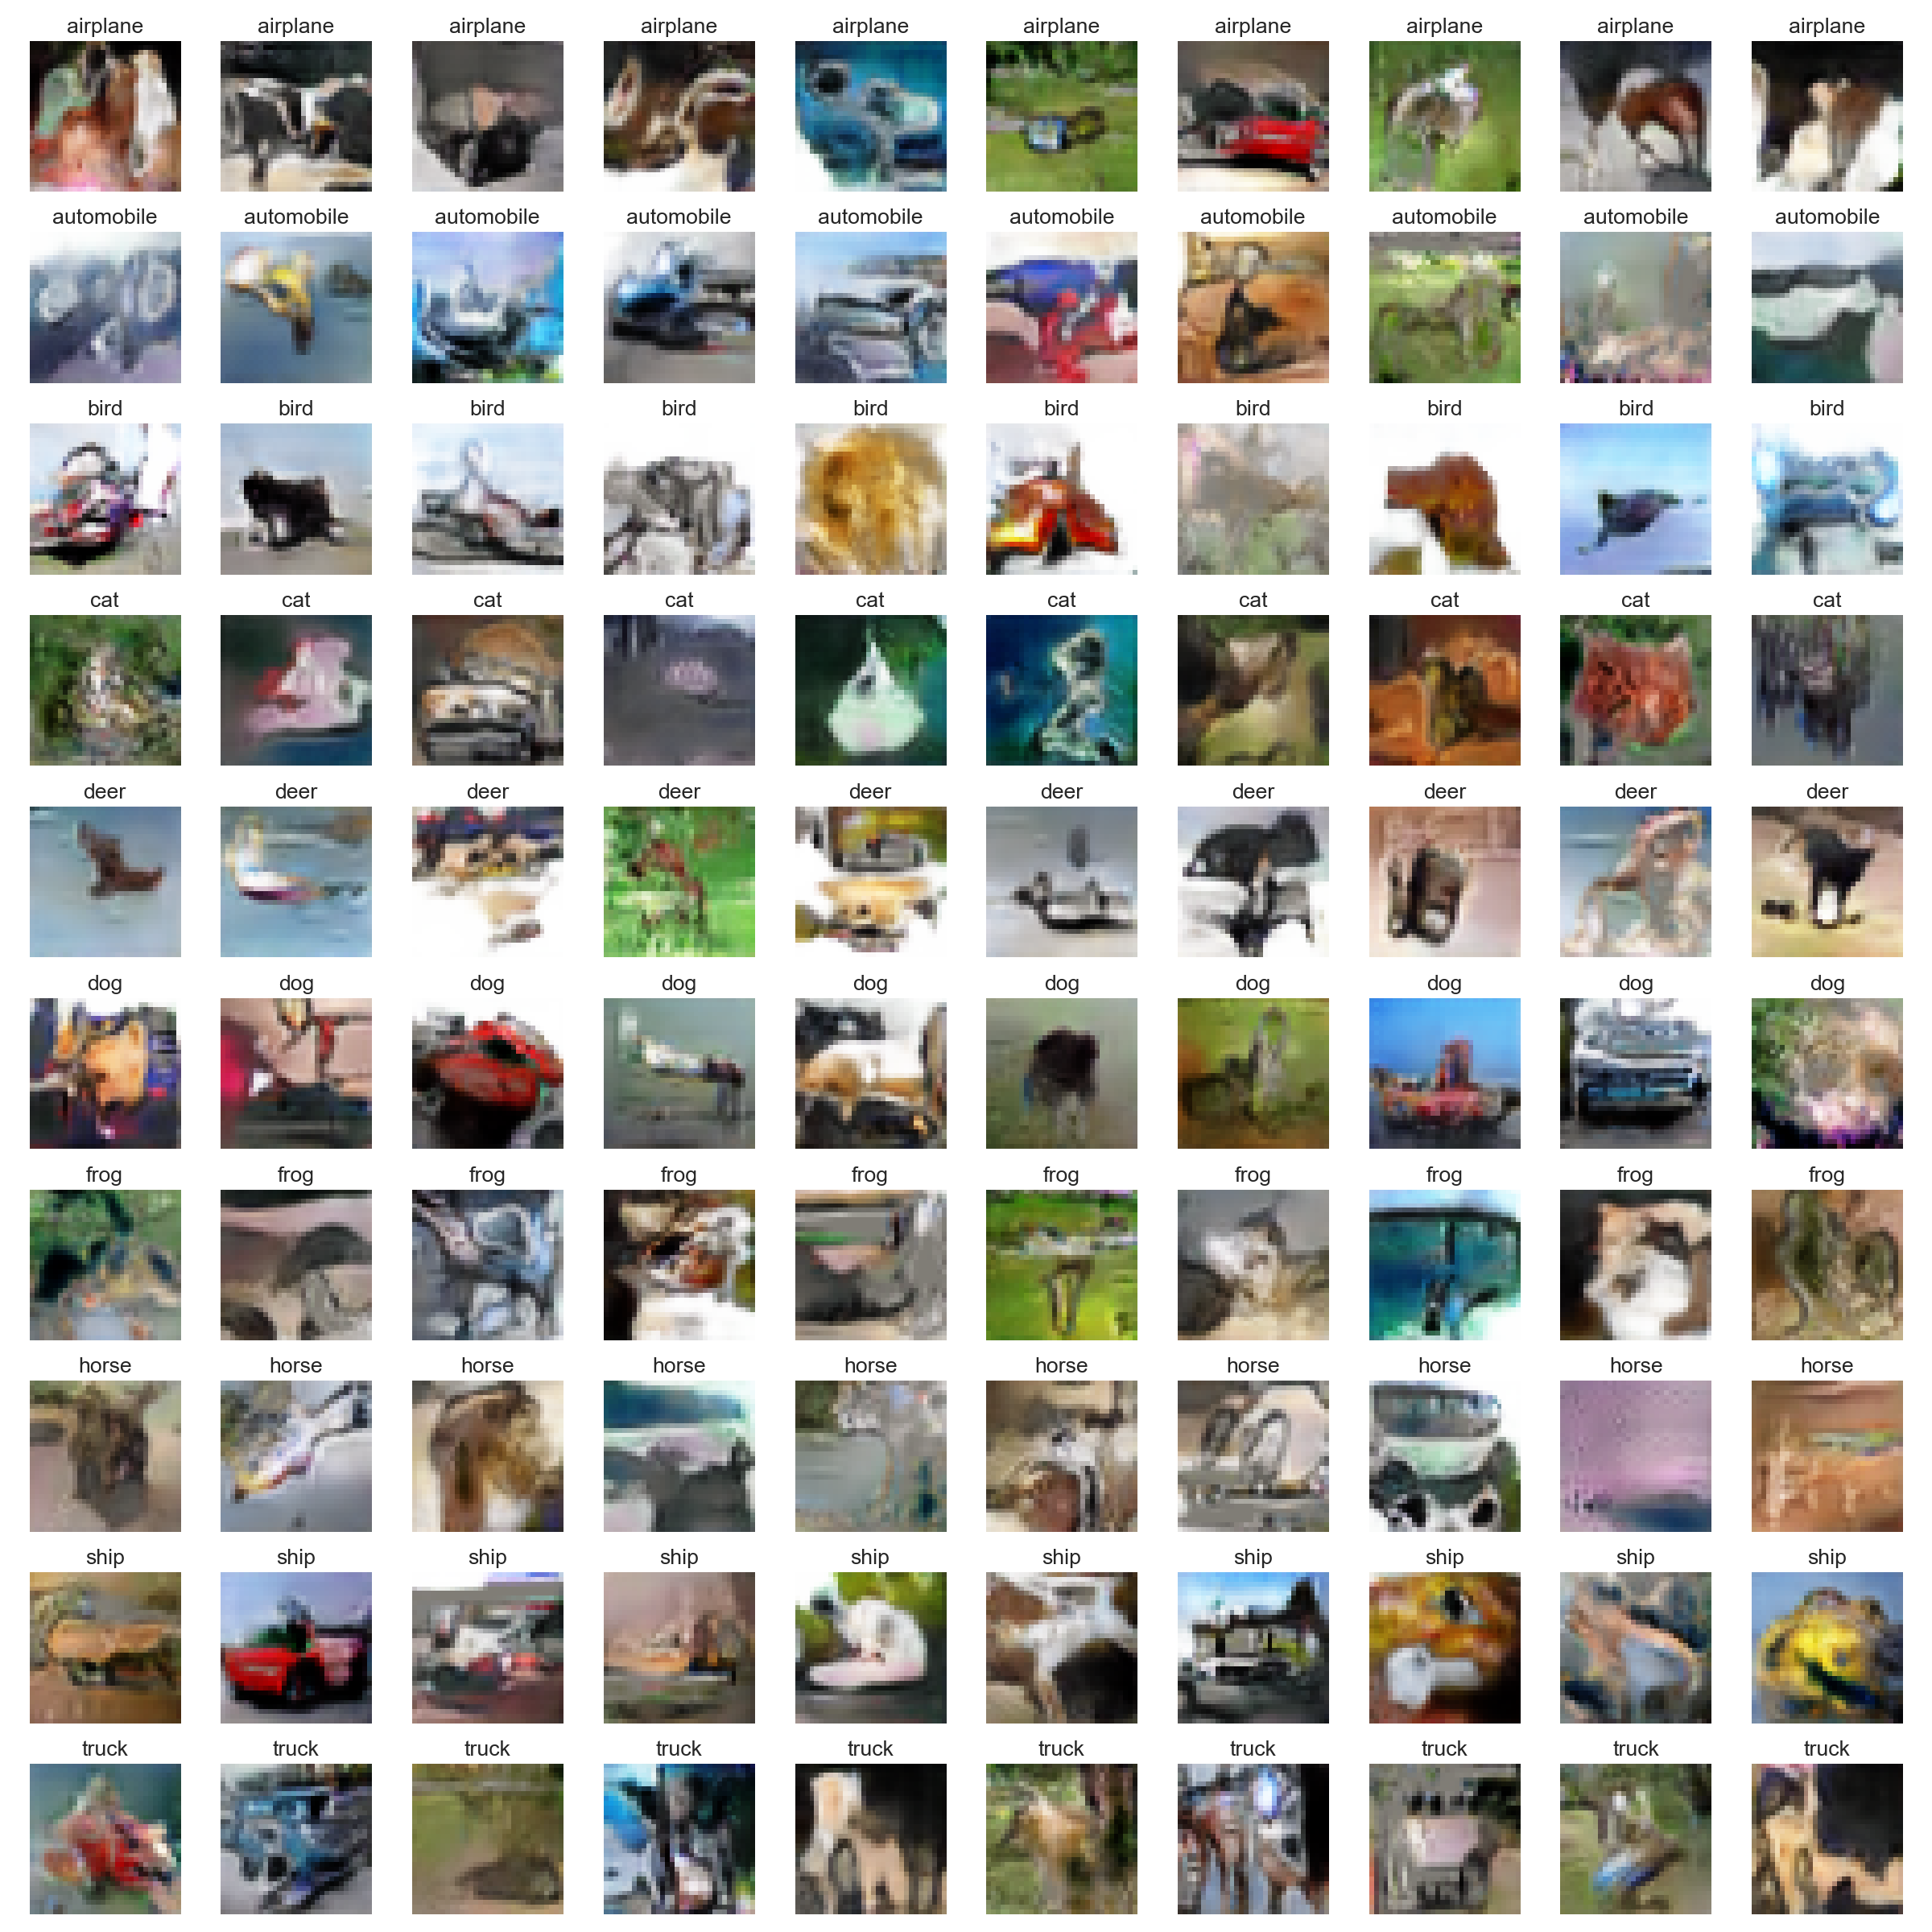 airplane airplane airplane airplane airplane airplane airplane airplane airplane airplane
automobile automobile automobile automobile automobile automobile automobile automobile automobile automobile
bird bird bird bird bird bird bird bird bird bird
cat cat cat cat cat cat cat cat cat cat
deer deer deer deer deer deer deer deer deer deer
dog dog dog dog dog dog dog dog dog dog
frog frog frog frog frog frog frog frog frog frog
horse horse horse horse horse horse horse horse horse horse
ship ship ship ship ship ship ship ship ship ship
truck truck truck truck truck truck truck truck truck truck